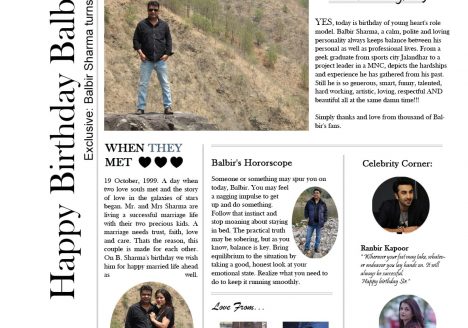 Happy Birthday Balb
Exclusive: Balbir Sharma turns
YES, today is birthday of young heart's role
model. Balbir Sharma, a calm, polite and loving
personality always keeps balance between his
personal as well as professional lives. From a
geek graduate from sports city Jalandhar to a
project leader in a MNC, depicts the hardships
and experience he has gathered from his past.
Still he is so generous, smart, funny, talented,
hard working, artistic, loving, respectful AND
beautiful all at the same damn time!!!
Simply thanks and love from thousand of Bal-
bir's fans.
WHEN THEY
MET
19 October, 1999. A day when
two love souls met and the story
of love in the galaxies of stars
began. Mr. and Mrs Sharma are
living a successful marriage life
with their two precious kids. A
marriage needs trust, faith, love
and care. Thats the reason, this
couple is made for each other.
On B. Sharma's birthday we wish
him for happy married life ahead
as well.
Balbir's Hororscope
Someone or something may spur you on
today, Balbir. You may feel
a nagging impulse to get
up and do something.
Follow that instinct and
stop moaning about staying
in bed. The practical truth
may be sobering, but as you
know, balance is key. Bring
equilibrium to the situation by
taking a good, honest look at your
emotional state. Realize what you need to
do to keep it running smoothly.
Love From...
Celebrity Corner:
Ranbir Kapoor
"Wherever your feet may take, whatev-
er endeavor you lay hands on. It will
always be successful.
Happy birthday Sir."